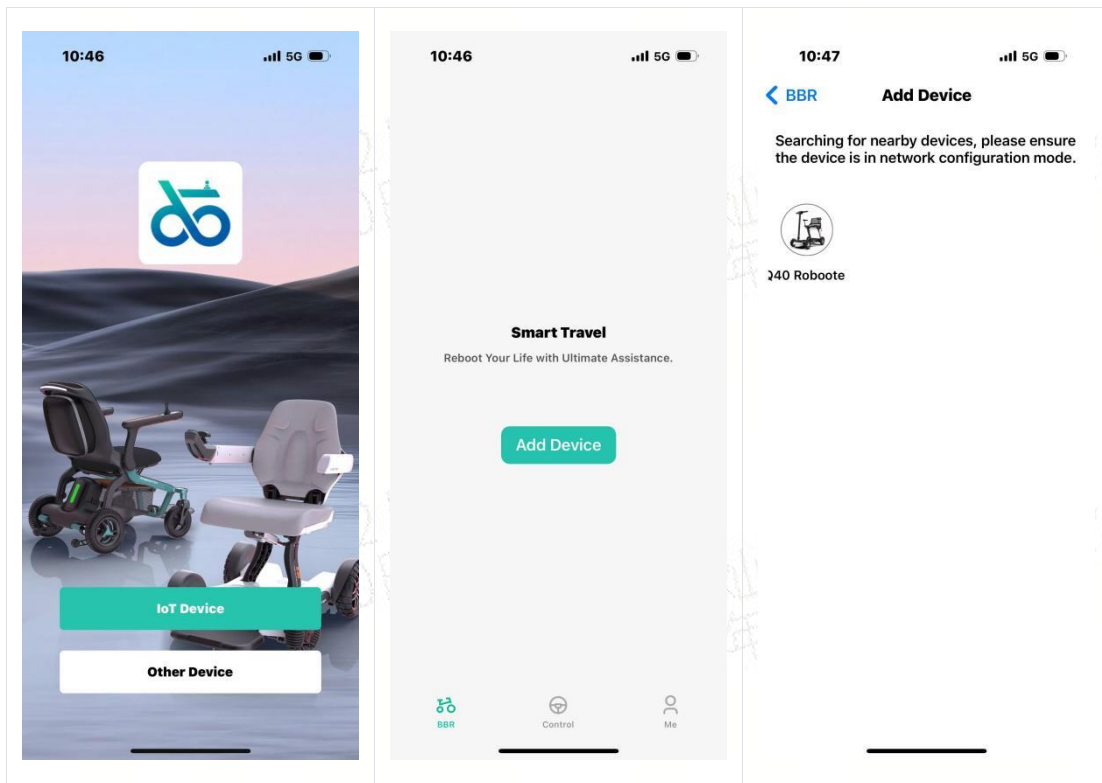 10:46
5G
IoT Device
Other Device
10:46
5G
Smart Travel
Reboot Your Life with Ultimate Assistance.
Add Device
BBR
Control
Me
10:47
5G
BBR
Add Device
Searching for nearby devices, please ensure
the device is in network configuration mode.
40 Roboote